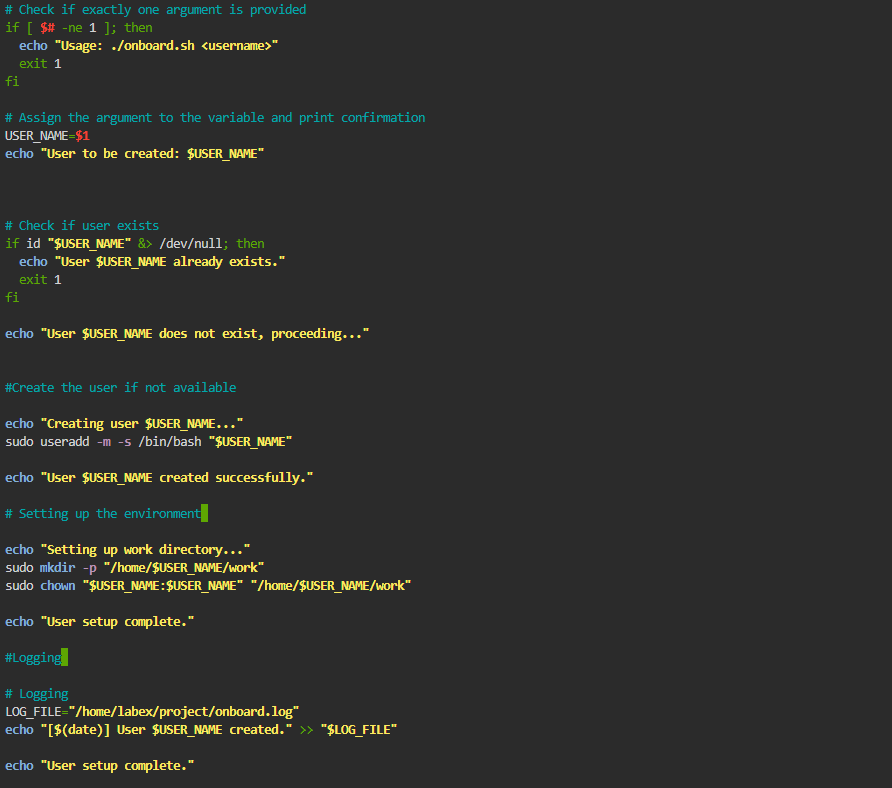 # Check if exactly one argument is provided
if [ $# -ne 1 ]; then
  echo "Usage: ./onboard.sh <username>"
  exit 1
fi
# Assign the argument to the variable and print confirmation
USER_NAME=$1
echo "User to be created: $USER_NAME"
# Check if user exists
if id "$USER_NAME" &> /dev/null; then
  echo "User $USER_NAME already exists."
  exit 1
fi
echo "User $USER_NAME does not exist, proceeding..."
#Create the user if not available
echo "Creating user $USER_NAME..."
sudo useradd -m -s /bin/bash "$USER_NAME"
echo "User $USER_NAME created successfully."
# Setting up the environment
echo "Setting up work directory..."
sudo mkdir -p "/home/$USER_NAME/work"
sudo chown "$USER_NAME:$USER_NAME" "/home/$USER_NAME/work"
echo "User setup complete."
#Logging
# Logging
LOG_FILE="/home/labex/project/onboard.log"
echo "[$(date)] User $USER_NAME created." >> "$LOG_FILE"
echo "User setup complete."